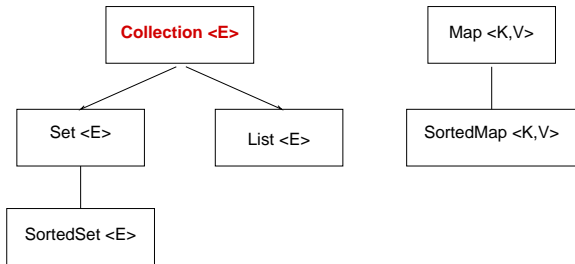 Collection <E>
Map <K,V>
Set <E>
List <E>
SortedMap <K,V>
SortedSet <E>